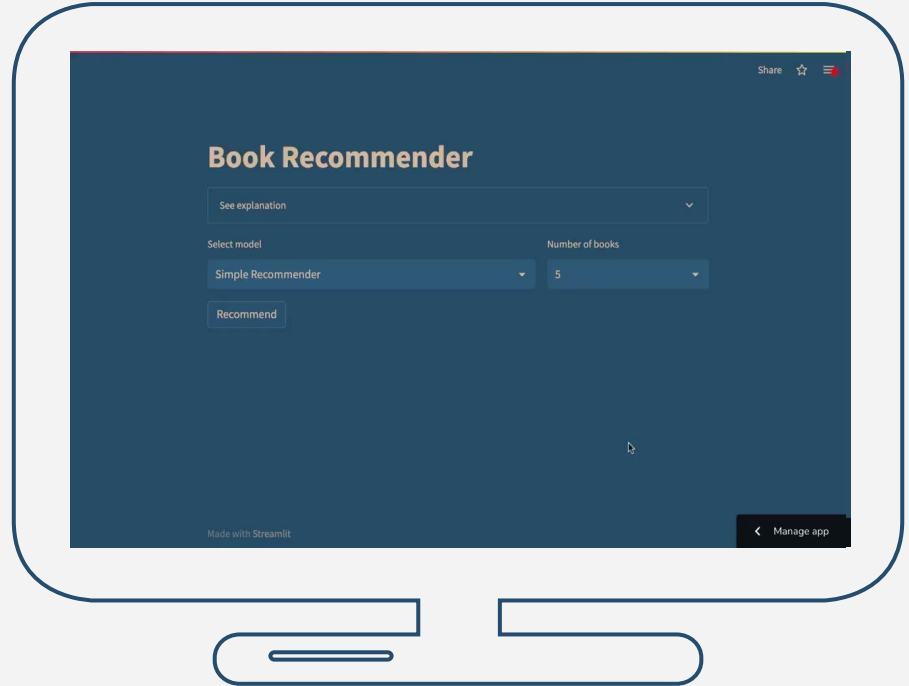 Share
Book Recommender
See explanation
Select model
Number of books
Simple Recommender
5
Recommend
Made with Streamlit
Manage app